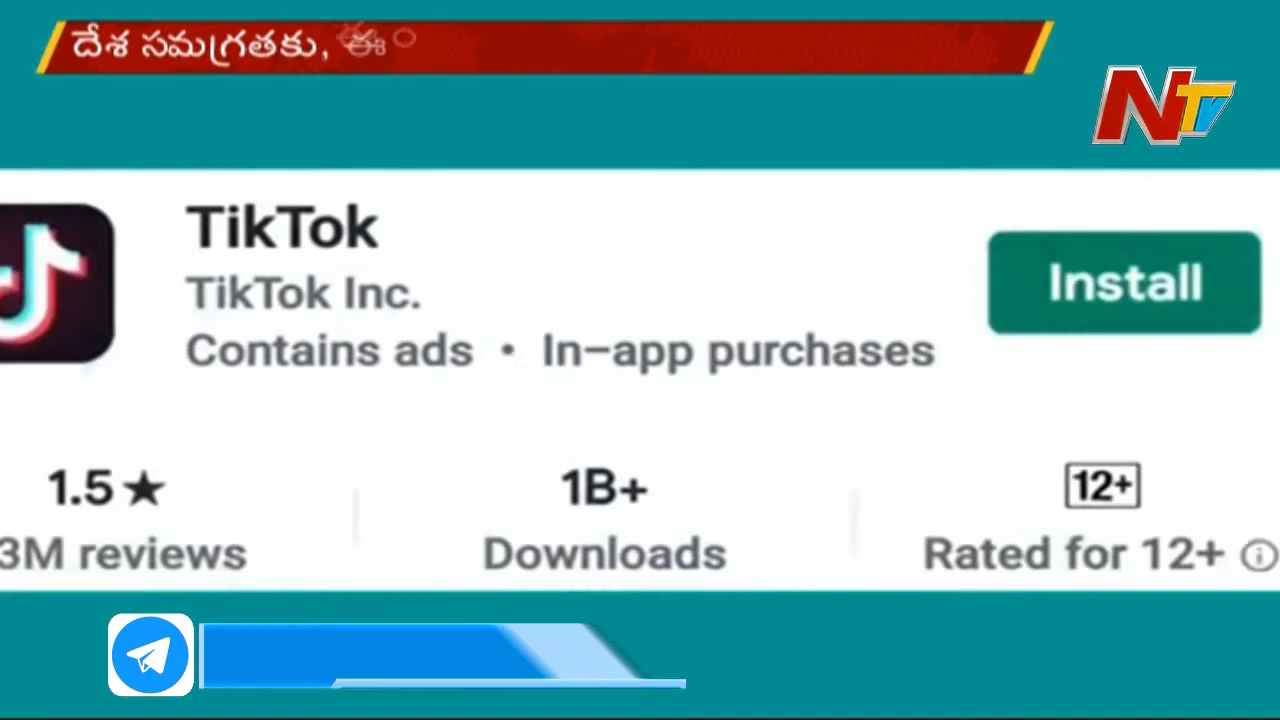 దేశ సమగ్రతకు, ఈ
NTV
TikTok
TikTok Inc.
Contains ads • In-app purchases
Install
1.5★
3M reviews
1B+
Downloads
12+
Rated for 12+